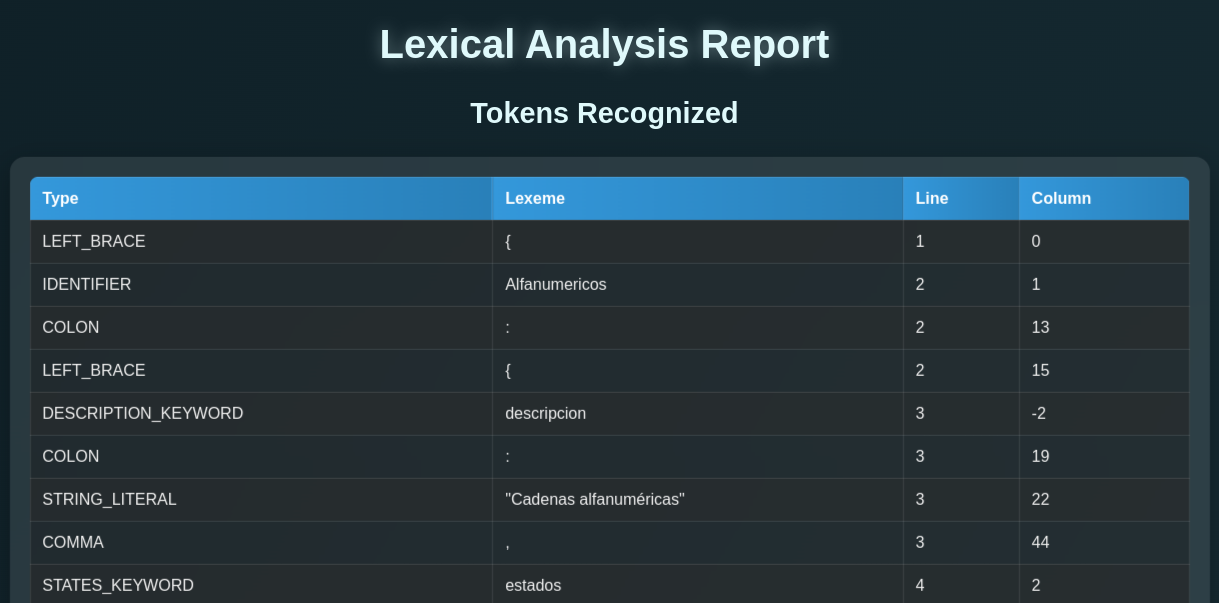 Lexical Analysis Report
Tokens Recognized
Type Lexeme Line Column
LEFT_BRACE { 1 0
IDENTIFIER Alfanumericos 2 1
COLON : 2 13
LEFT_BRACE { 2 15
DESCRIPTION_KEYWORD descripcion 3 -2
COLON : 3 19
STRING_LITERAL "Cadenas alfanuméricas" 3 22
COMMA , 3 44
STATES_KEYWORD estados 4 2